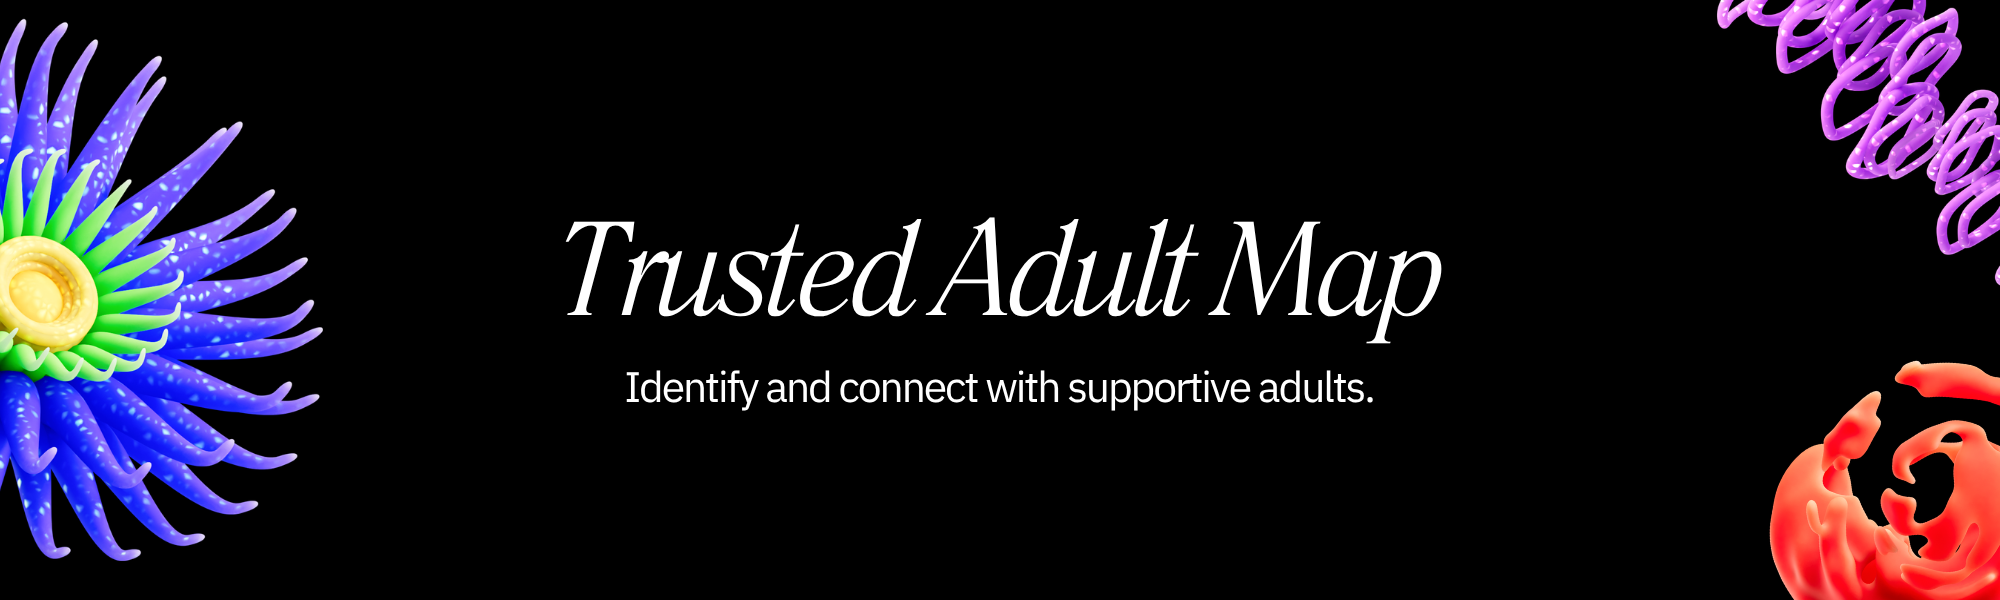 Trusted Adult Map
Identify and connect with supportive adults.